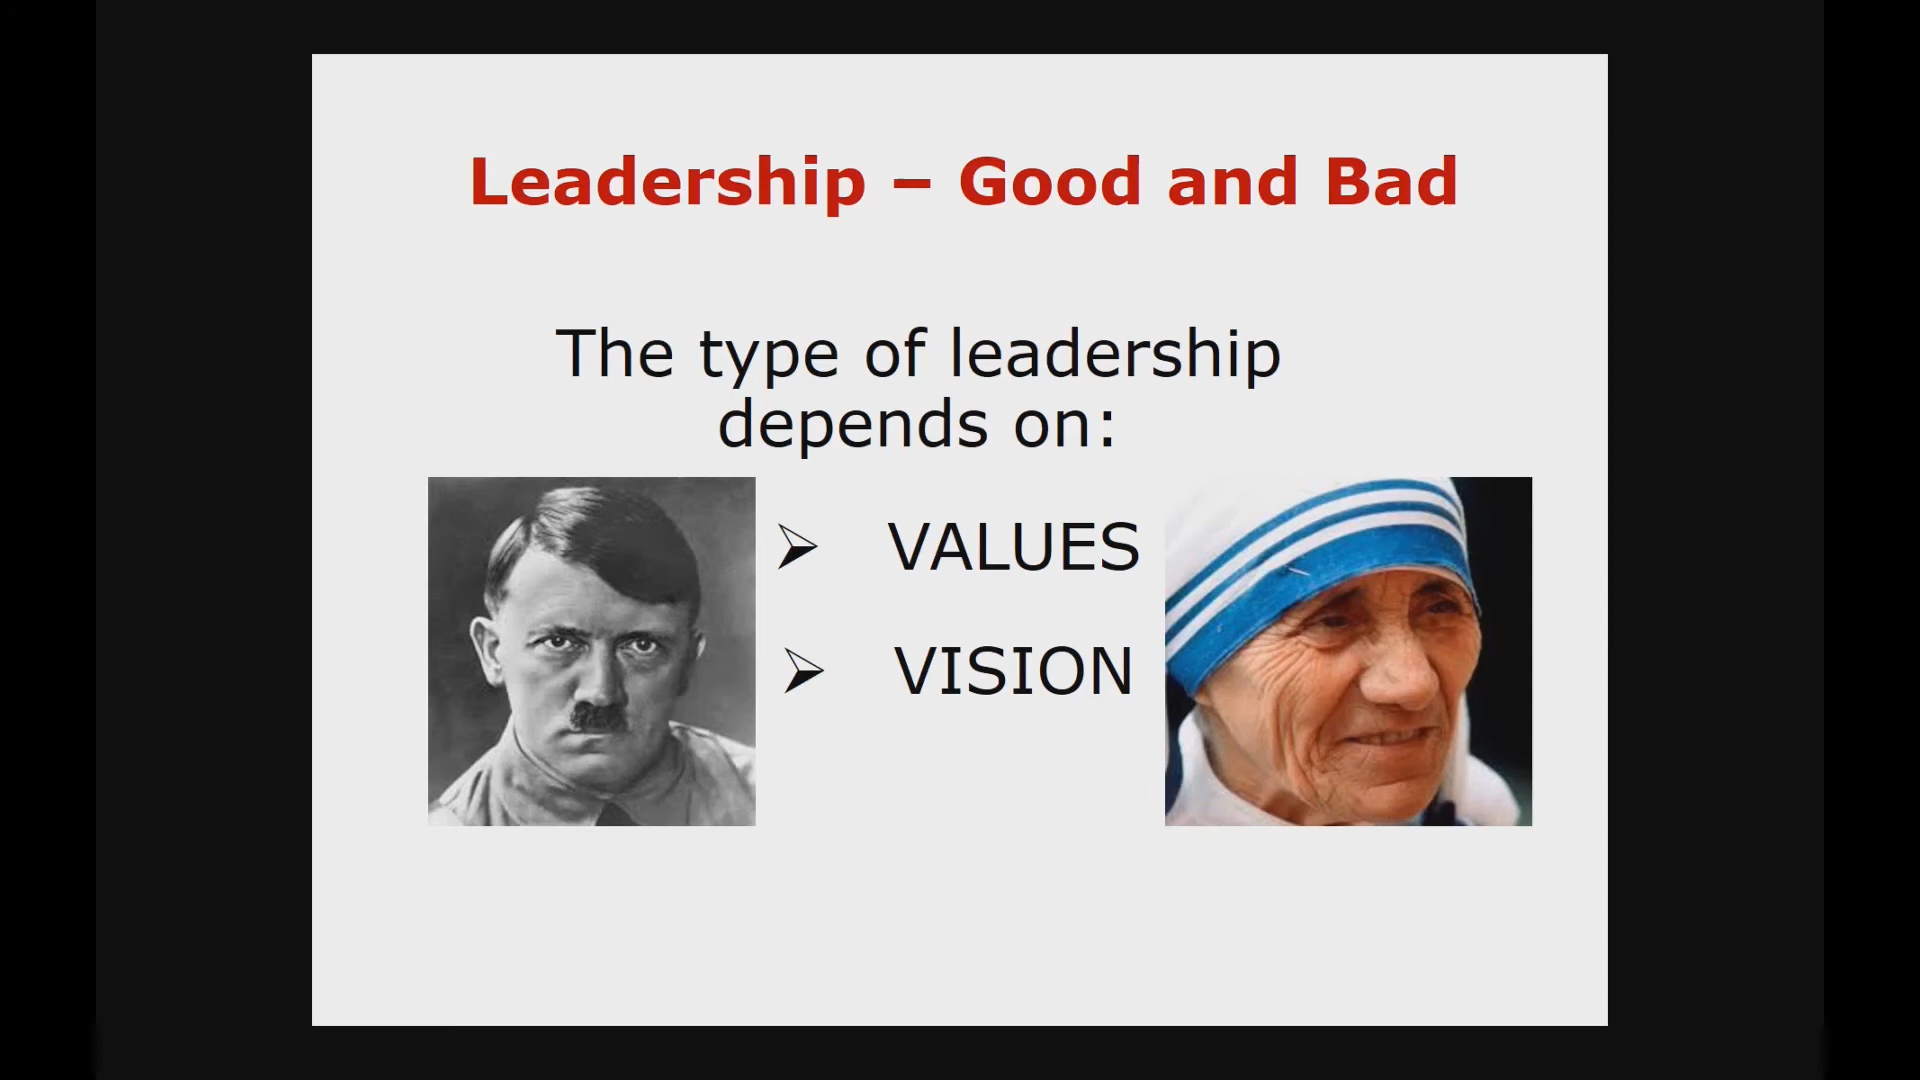 Leadership – Good and Bad
The type of leadership
depends on:
➢ VALUES
➢ VISION